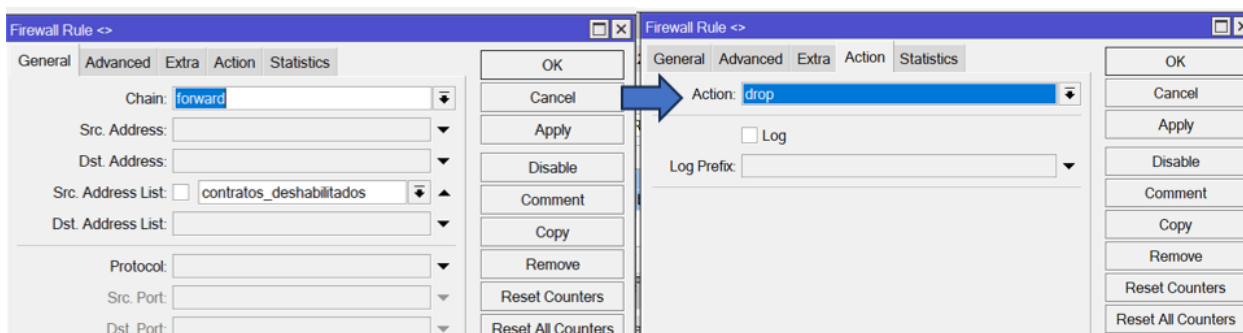 Firewall Rule <>
General Advanced Extra Action Statistics
Chain: forward
Src. Address:
Dst. Address:
Src. Address List: contratos_deshabilitados
Dst. Address List:
Protocol:
Src. Port:
Dst. Port:
OK
Cancel
Apply
Disable
Comment
Copy
Remove
Reset Counters
Reset All Counters
Firewall Rule <>
General Advanced Extra Action Statistics
Action: drop
Log
Log Prefix:
OK
Cancel
Apply
Disable
Comment
Copy
Remove
Reset Counters
Reset All Counters